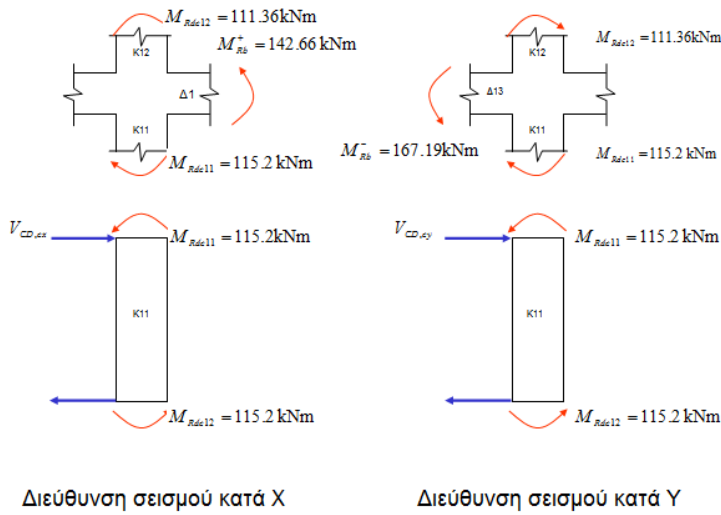 M_Rdc12 = 111.36kNm
K12
M⁺_Rb = 142.66 kNm
Δ1
K11
M_Rdc11 = 115.2 kNm
M_Rdc12 = 111.36kNm
K12
Δ13
K11
M⁻_Rb = 167.19kNm
M_Rdc11 = 115.2 kNm
V_CD,ex
M_Rdc11 = 115.2kNm
K11
M_Rdc12 = 115.2 kNm
V_CD,ey
M_Rdc11 = 115.2 kNm
K11
M_Rdc12 = 115.2 kNm
Διεύθυνση σεισμού κατά X
Διεύθυνση σεισμού κατά Y